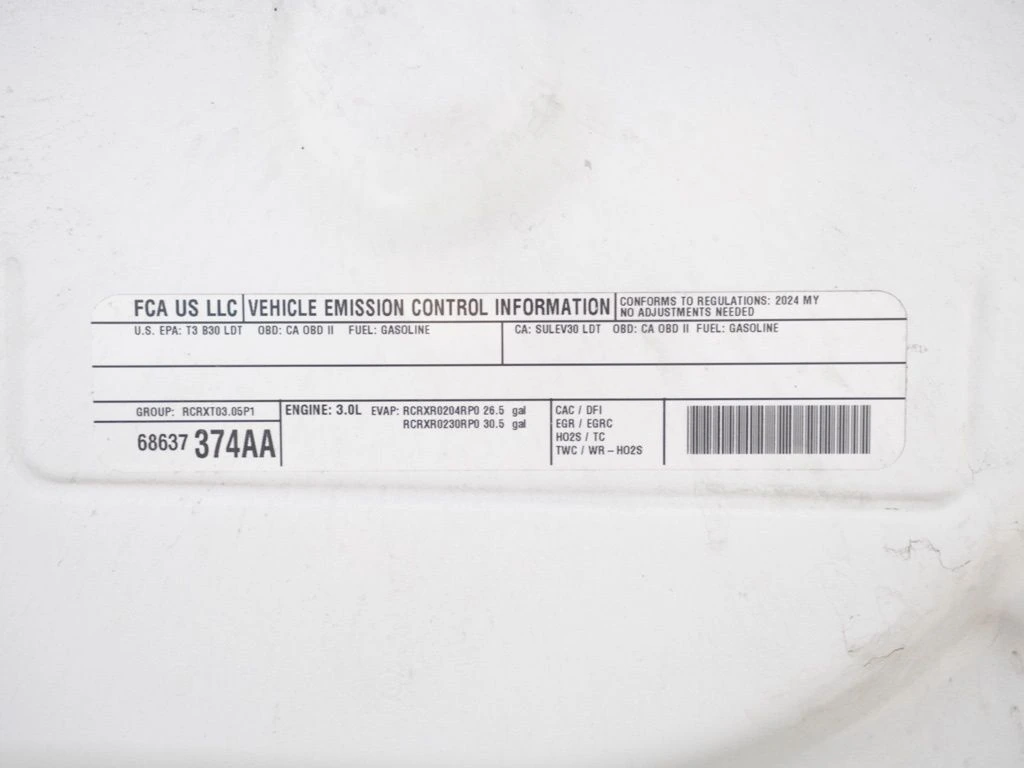 FCA US LLC VEHICLE EMISSION CONTROL INFORMATION CONFORMS TO REGULATIONS: 2024 MY
NO ADJUSTMENTS NEEDED
U.S. EPA: T3 B30 LDT OBD: CA OBD II FUEL: GASOLINE CA: SULEV30 LDT OBD: CA OBD II FUEL: GASOLINE
GROUP: RCRXT03.05P1
68637 374AA
ENGINE: 3.0L EVAP: RCRXR0204RP0 26.5 gal
RCRXR0230RP0 30.5 gal
CAC / DFI
EGR / EGRC
HO2S / TC
TWC / WR – HO2S